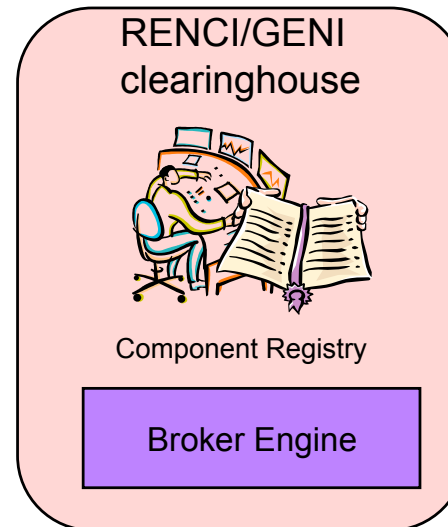 RENCI/GENI
clearinghouse
Component Registry
Broker Engine